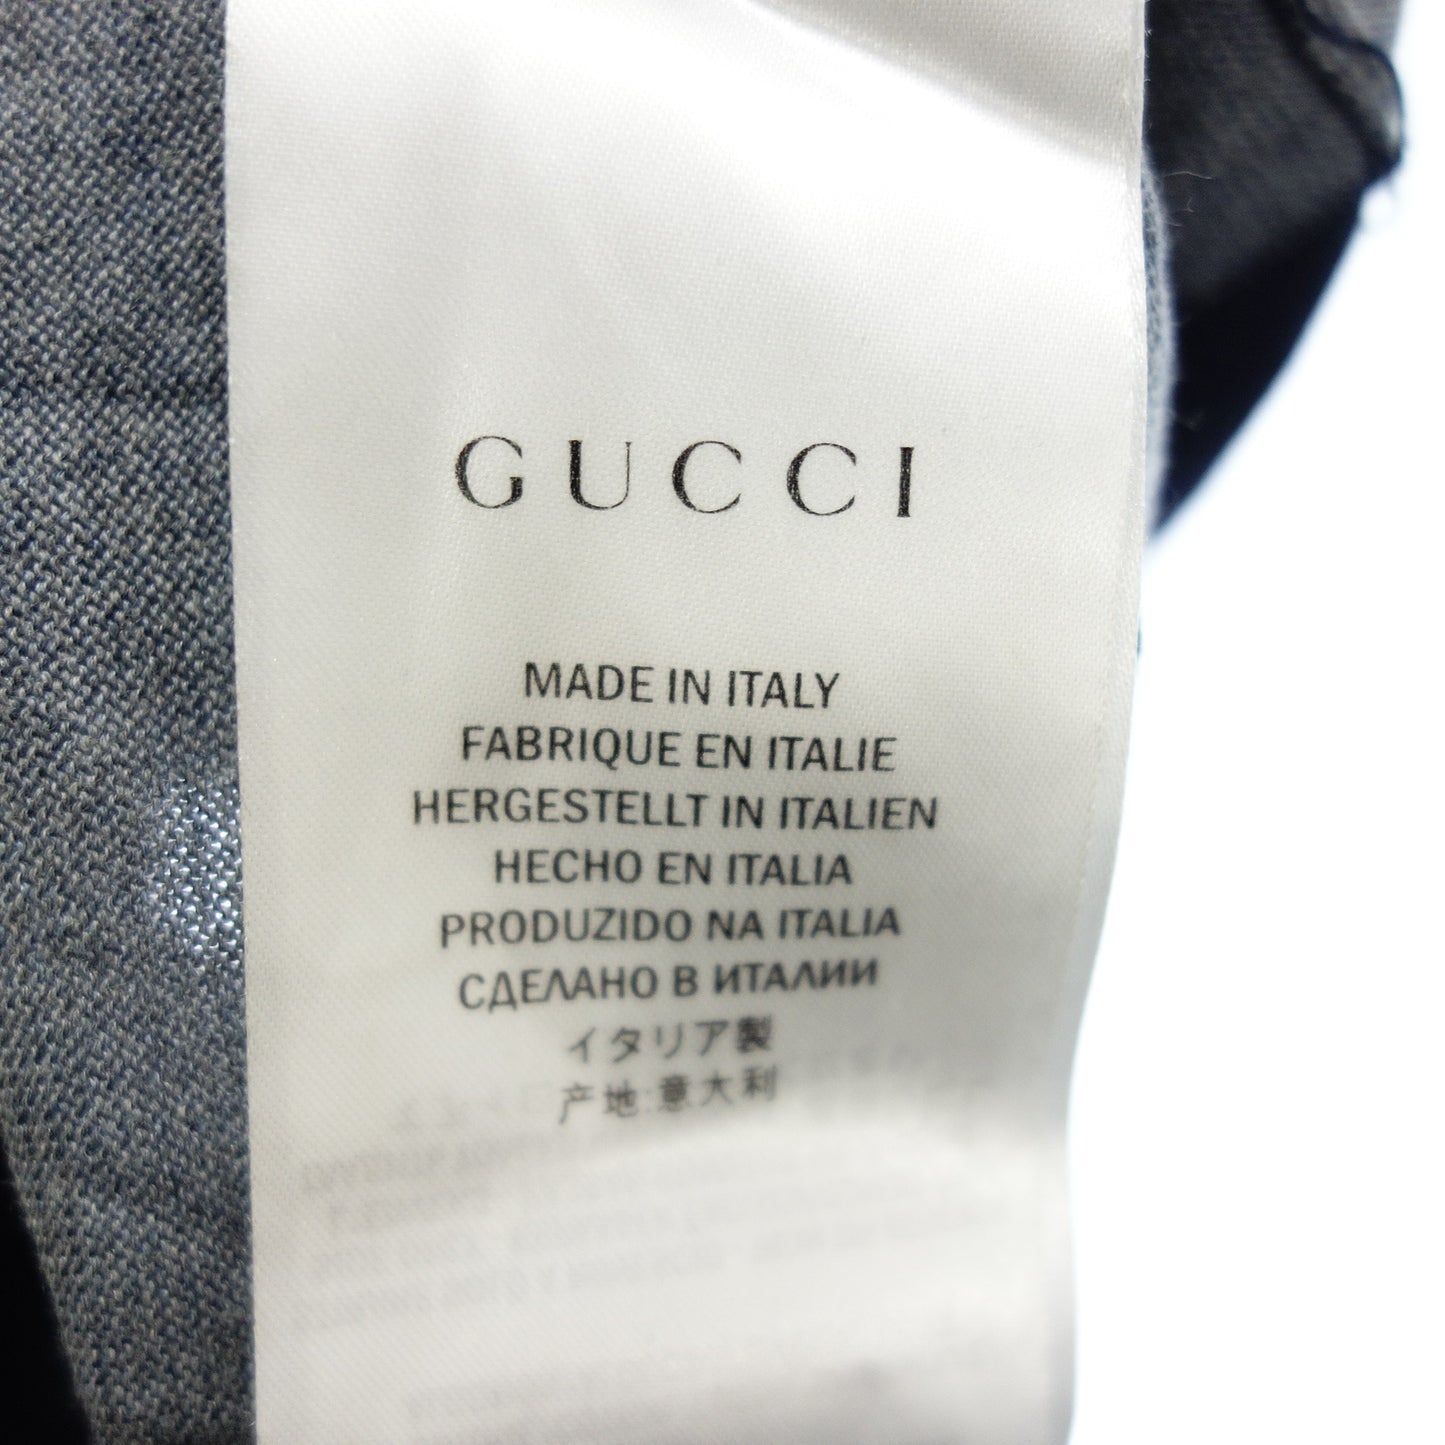 GUCCI
MADE IN ITALY
FABRIQUE EN ITALIE
HERGESTELLT IN ITALIEN
HECHO EN ITALIA
PRODUZIDO NA ITALIA
СДЕЛАНО В ИТАЛИИ
イタリア製
产地:意大利